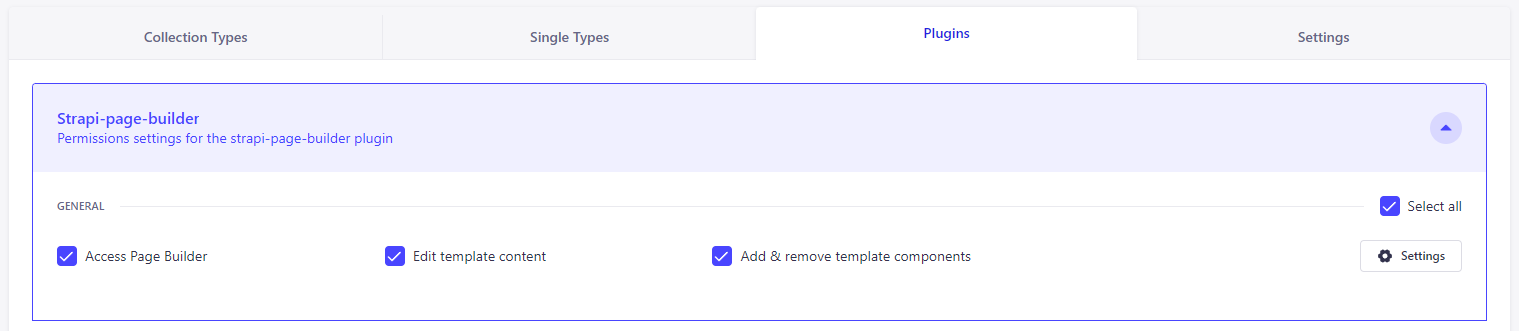 Collection Types
Single Types
Plugins
Settings
Strapi-page-builder
Permissions settings for the strapi-page-builder plugin
GENERAL
Select all
Access Page Builder
Edit template content
Add & remove template components
Settings